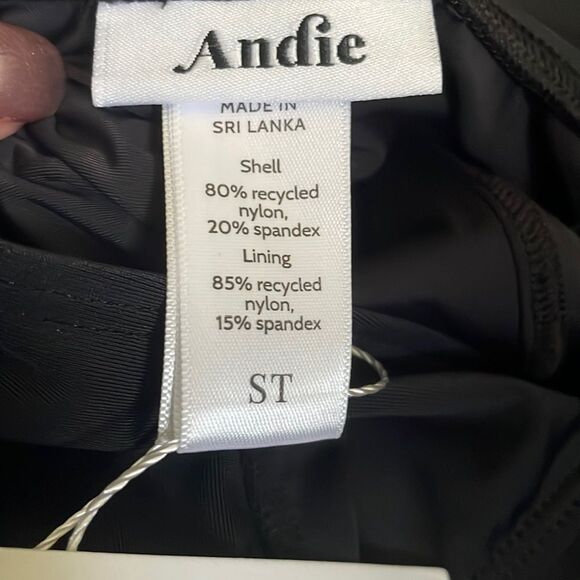 Andie
MADE IN
SRI LANKA
Shell
80% recycled
nylon,
20% spandex
Lining
85% recycled
nylon,
15% spandex
ST